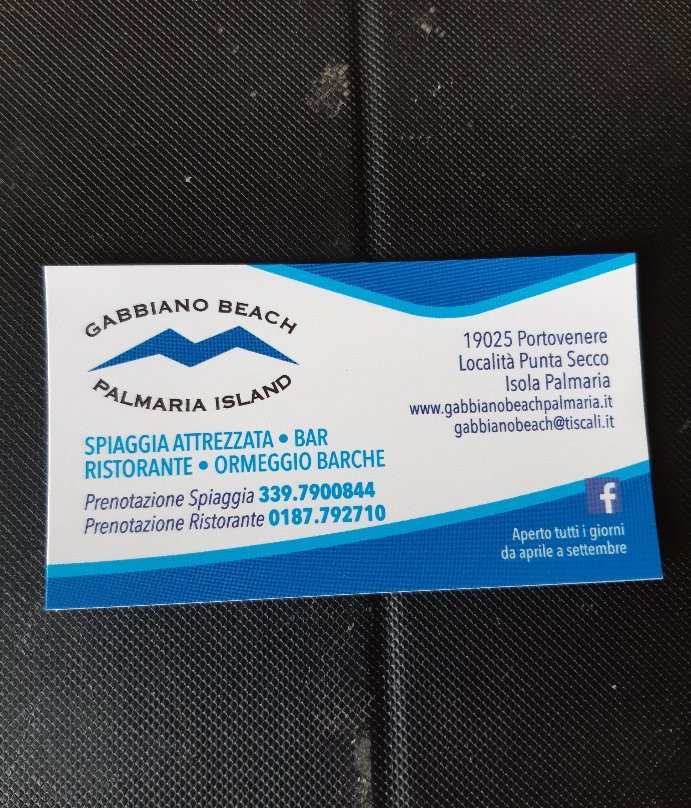 GABBIANO BEACH
PALMARIA ISLAND
SPIAGGIA ATTREZZATA • BAR
RISTORANTE • ORMEGGIO BARCHE
Prenotazione Spiaggia 339.7900844
Prenotazione Ristorante 0187.792710
19025 Portovenere
Località Punta Secco
Isola Palmaria
www.gabbianobeachpalmaria.it
gabbianobeach@tiscali.it
f
Aperto tutti i giorni
da aprile a settembre